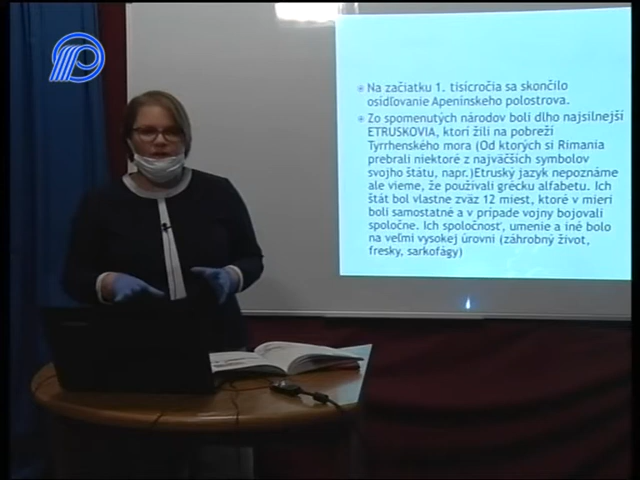 Na začiatku 1. tisícročia sa skončilo
osídľovanie Apeninskeho polostrova.
Zo spomenutých národov boli dlho najsilnejší
ETRUSKOVIA, ktorí žili na pobreží
Tyrrhenského mora (Od ktorých si Rimania
prebrali niektoré z najväčších symbolov
svojho štátu, napr.)Etruský jazyk nepoznáme
ale vieme, že používali grécku alfabetu. Ich
štát bol vlastne zväz 12 miest, ktoré v mieri
boli samostatné a v prípade vojny bojovali
spoločne. Ich spoločnosť, umenie a iné bolo
na veľmi vysokej úrovni (záhrobný život,
fresky, sarkofágy)